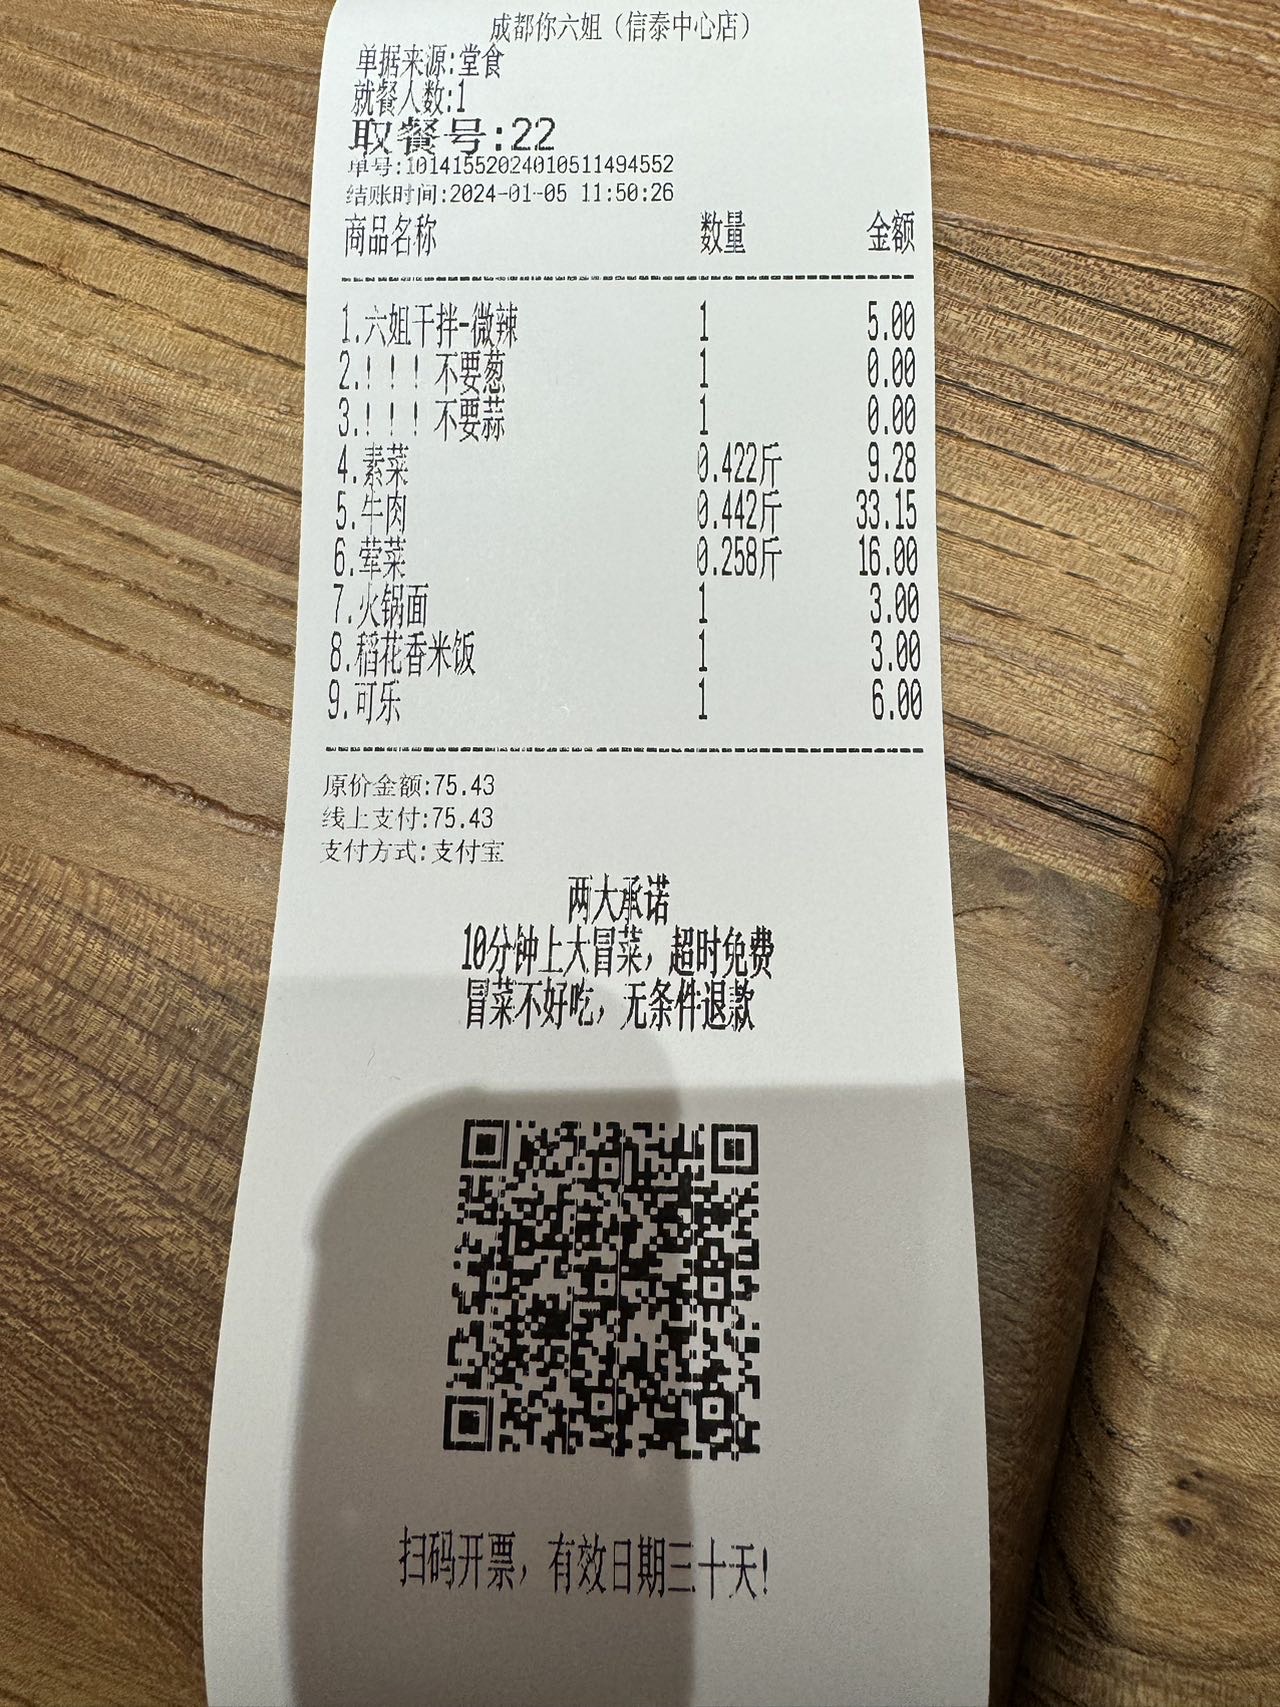 成都你六姐（信泰中心店）
单据来源:堂食
就餐人数:1
取餐号:22
单号:10141552024010511494552
结账时间:2024-01-05 11:50:26
商品名称 数量 金额
1.六姐干拌-微辣 1 5.00
2.！！！不要葱 1 0.00
3.！！！不要蒜 1 0.00
4.素菜 0.422斤 9.28
5.牛肉 0.442斤 33.15
6.荤菜 0.258斤 16.00
7.火锅面 1 3.00
8.稻花香米饭 1 3.00
9.可乐 1 6.00
原价金额:75.43
线上支付:75.43
支付方式:支付宝
两大承诺
10分钟上大冒菜，超时免费
冒菜不好吃，无条件退款
扫码开票，有效日期三十天!